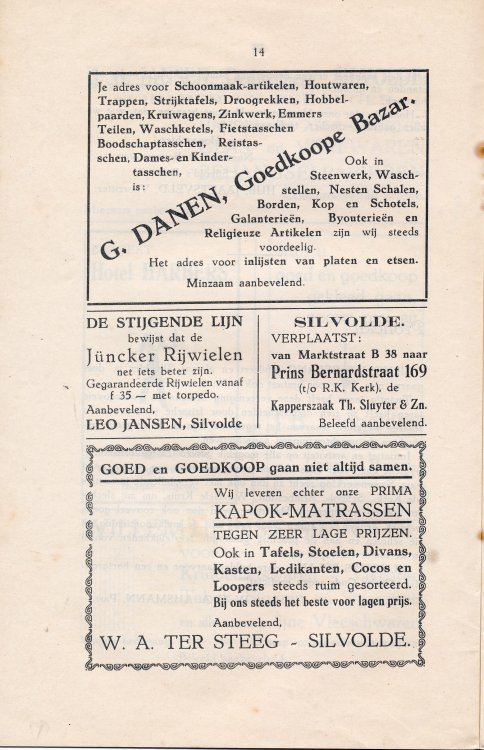 14
Je adres voor Schoonmaak-artikelen, Houtwaren,
Trappen, Strijktafels, Droogrekken, Hobbel-
paarden, Kruiwagens, Zinkwerk, Emmers
Teilen, Waschketels, Fietstasschen
Boodschaptasschen, Reistas-
schen, Dames- en Kinder-
tasschen,
is:
G. DANEN, Goedkoope Bazar.
Ook in
Steenwerk, Wasch-
stellen, Nesten Schalen,
Borden, Kop en Schotels,
Galanterieën, Byouterieën en
Religieuze Artikelen zijn wij steeds
voordeelig.
Het adres voor inlijsten van platen en etsen.
Minzaam aanbevelend.
DE STIJGENDE LIJN
bewijst dat de
Jüncker Rijwielen
net iets beter zijn.
Gegarandeerde Rijwielen vanaf
f 35 — met torpedo.
Aanbevelend,
LEO JANSEN, Silvolde
SILVOLDE.
VERPLAATST:
van Marktstraat B 38 naar
Prins Bernardstraat 169
(t/o R.K. Kerk), de
Kapperszaak Th. Sluyter & Zn.
Beleefd aanbevelend.
GOED en GOEDKOOP gaan niet altijd samen.
Wij leveren echter onze PRIMA
KAPOK-MATRASSEN
TEGEN ZEER LAGE PRIJZEN.
Ook in Tafels, Stoelen, Divans,
Kasten, Ledikanten, Cocos en
Loopers steeds ruim gesorteerd.
Bij ons steeds het beste voor lagen prijs.
Aanbevelend,
W. A. TER STEEG - SILVOLDE.